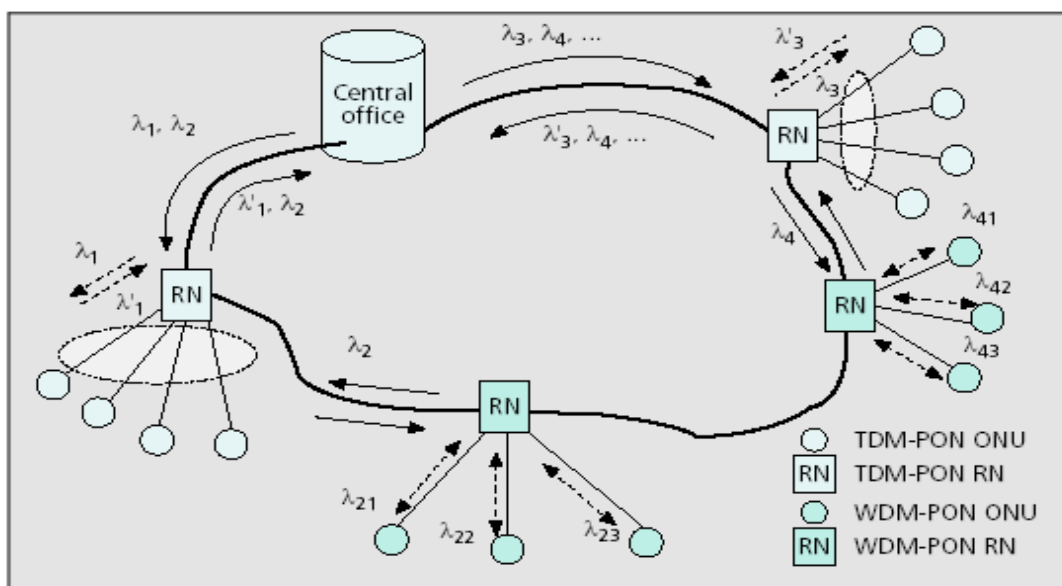 λ3, λ4, ...
λ'3
Central
office
λ3
λ1, λ2
RN
λ'3, λ4, ...
λ'1, λ2
λ4
λ41
λ1
RN
λ42
λ'1
RN
λ43
λ2
RN
TDM-PON ONU
RN TDM-PON RN
λ21
λ22
λ23
WDM-PON ONU
RN WDM-PON RN